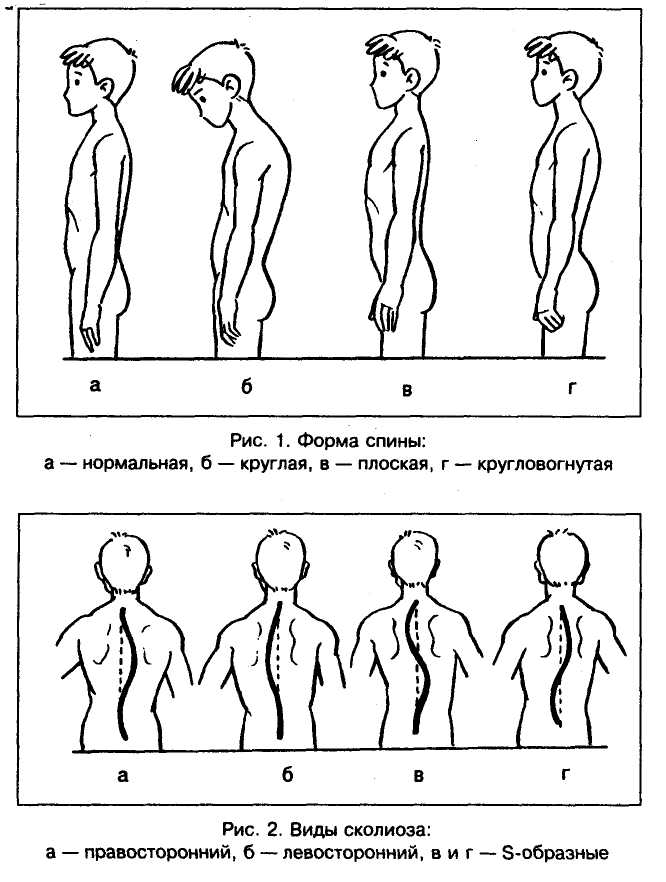 а б в г
Рис. 1. Форма спины:
а — нормальная, б — круглая, в — плоская, г — кругловогнутая
а б в г
Рис. 2. Виды сколиоза:
а — правосторонний, б — левосторонний, в и г — S-образные